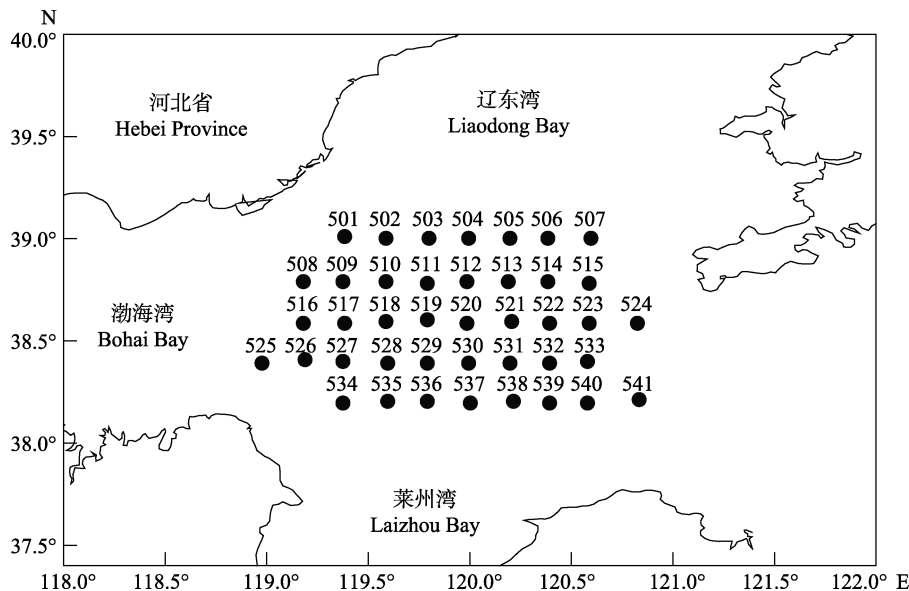 N
40.0°
河北省
Hebei Province
辽东湾
Liaodong Bay
39.5°
501 502 503 504 505 506 507
39.0°
508 509 510 511 512 513 514 515
渤海湾
Bohai Bay
516 517 518 519 520 521 522 523 524
38.5°
525 526 527 528 529 530 531 532 533
534 535 536 537 538 539 540 541
38.0°
莱州湾
Laizhou Bay
37.5°
118.0° 118.5° 119.0° 119.5° 120.0° 120.5° 121.0° 121.5° 122.0° E